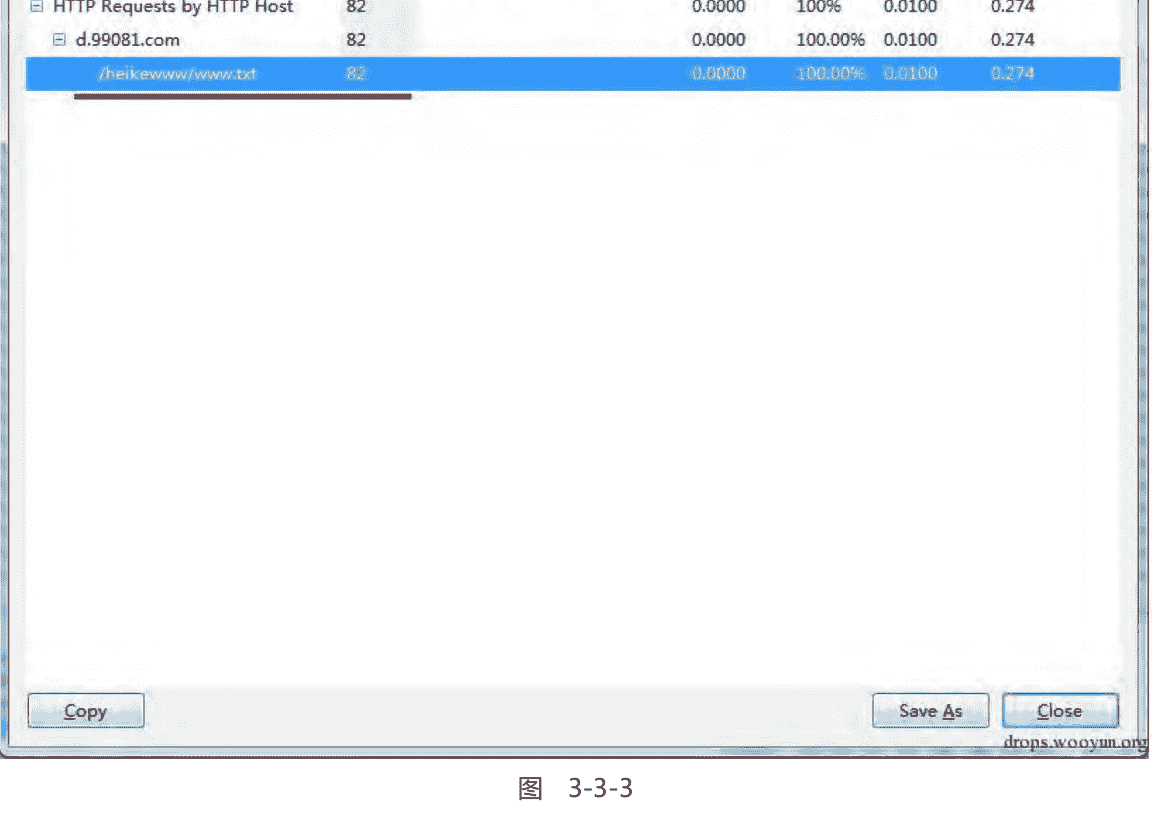 HTTP Requests by HTTP Host 82 0.0000 100% 0.0100 0.274
d.99081.com 82 0.0000 100.00% 0.0100 0.274
/heikewww/www.txt 82 0.0000 100.00% 0.0100 0.274
Copy Save As Close
drops.wooyun.org
图 3-3-3